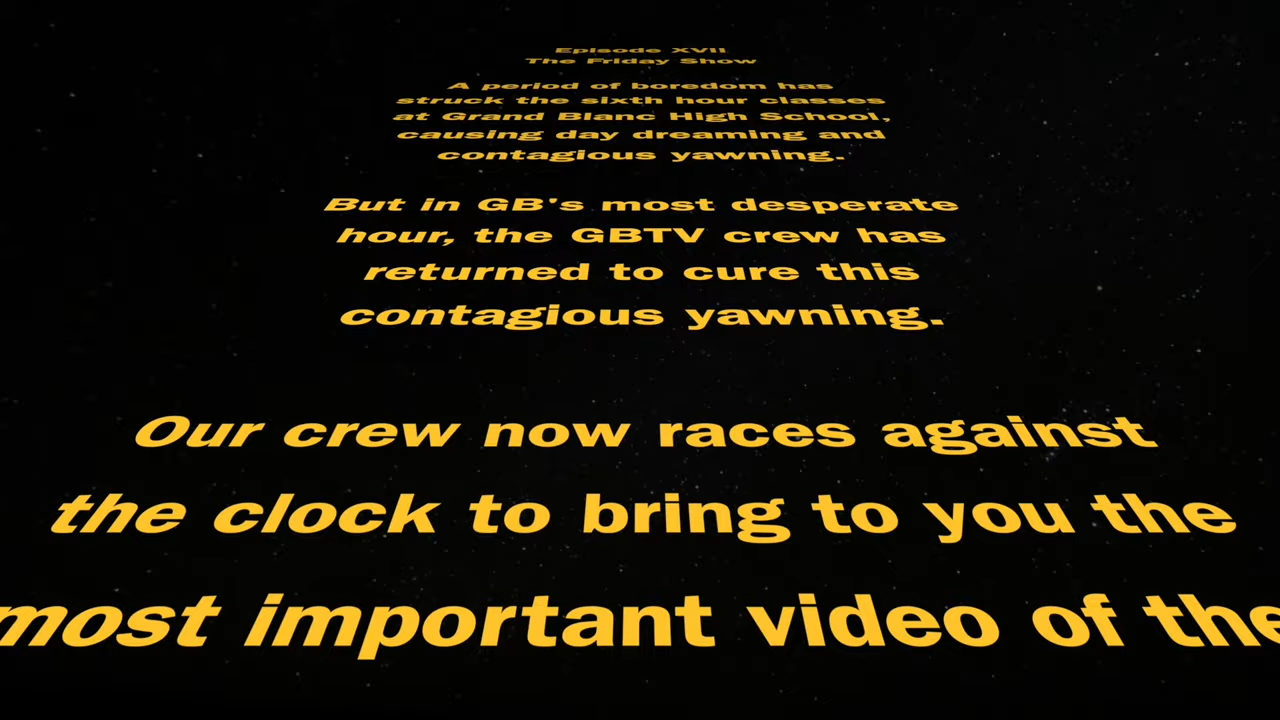 Episode XVII
The Friday Show
A period of boredom has
struck the sixth hour classes
at Grand Blanc High School,
causing day dreaming and
contagious yawning.
But in GB's most desperate
hour, the GBTV crew has
returned to cure this
contagious yawning.
Our crew now races against
the clock to bring to you the
most important video of the